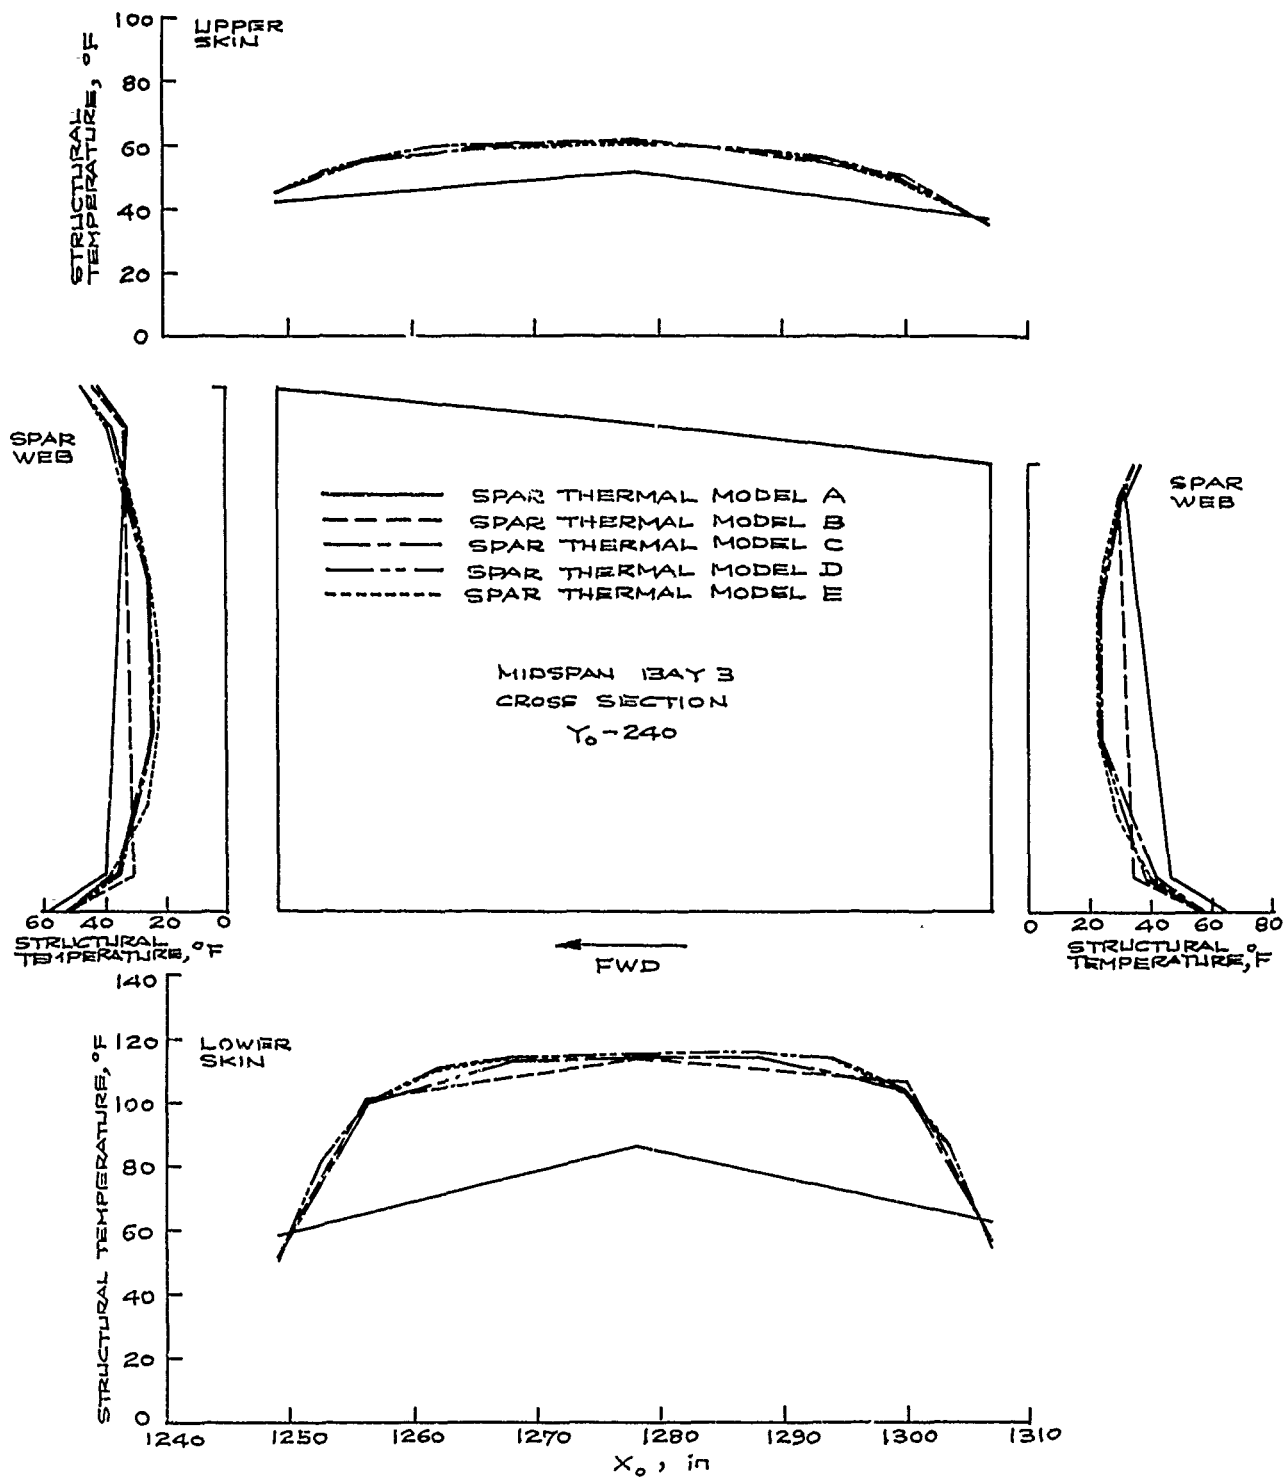 100
80
60
40
20
0
STRUCTURAL
TEMPERATURE, °F
UPPER
SKIN
SPAR
WEB
60 40 20 0
STRUCTURAL
TEMPERATURE, °F
SPAR THERMAL MODEL A
SPAR THERMAL MODEL B
SPAR THERMAL MODEL C
SPAR THERMAL MODEL D
SPAR THERMAL MODEL E
MIDSPAN BAY 3
CROSS SECTION
Y₀-240
FWD
SPAR
WEB
0 20 40 60 80
STRUCTURAL
TEMPERATURE, °F
140
120
100
80
60
40
20
0
STRUCTURAL TEMPERATURE, °F
LOWER
SKIN
1240 1250 1260 1270 1280 1290 1300 1310
X₀, in